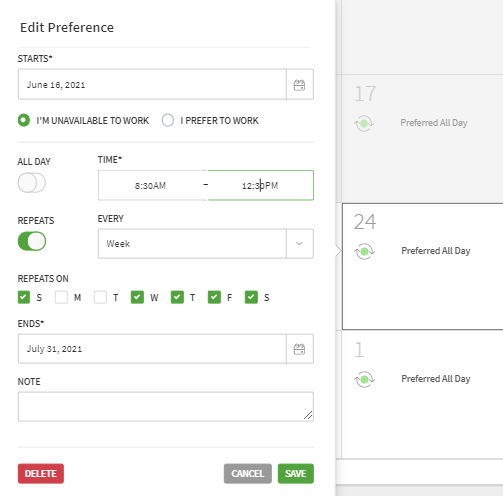 Edit Preference
STARTS*
June 16, 2021
I'M UNAVAILABLE TO WORK
I PREFER TO WORK
ALL DAY
TIME*
8:30AM
–
12:30PM
REPEATS
EVERY
Week
REPEATS ON
S M T W T F S
ENDS*
July 31, 2021
NOTE
DELETE
CANCEL
SAVE
17
Preferred All Day
24
Preferred All Day
1
Preferred All Day